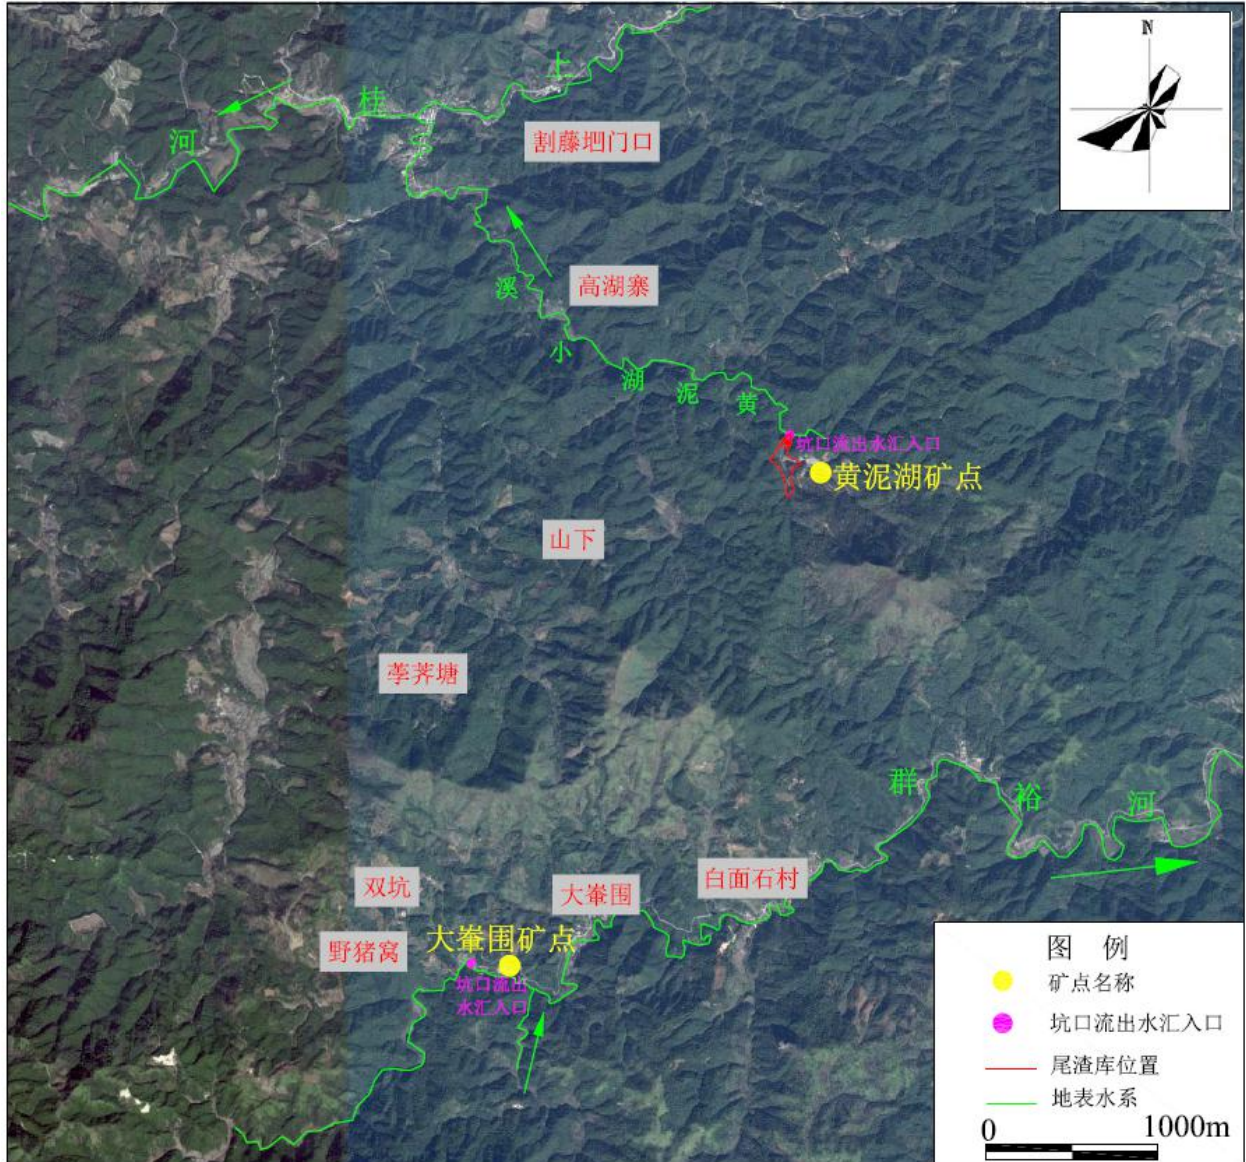 N
上
桂
河
割藤垇门口
高湖寨
溪
小
湖
泥
黄
坑口流出水汇入口
黄泥湖矿点
山下
荸荠塘
群
裕
河
白面石村
双坑
大輋围
野猪窝
大輋围矿点
坑口流出
水汇入口
图 例
矿点名称
坑口流出水汇入口
尾渣库位置
地表水系
0 1000m